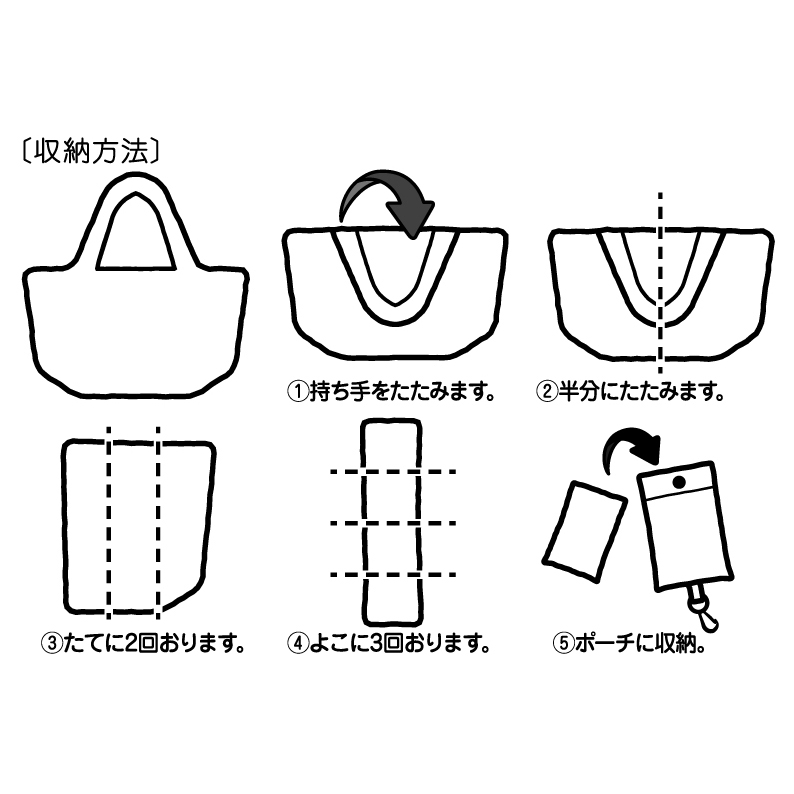 〔収納方法〕
①持ち手をたたみます。
②半分にたたみます。
③たてに2回おります。
④よこに3回おります。
⑤ポーチに収納。